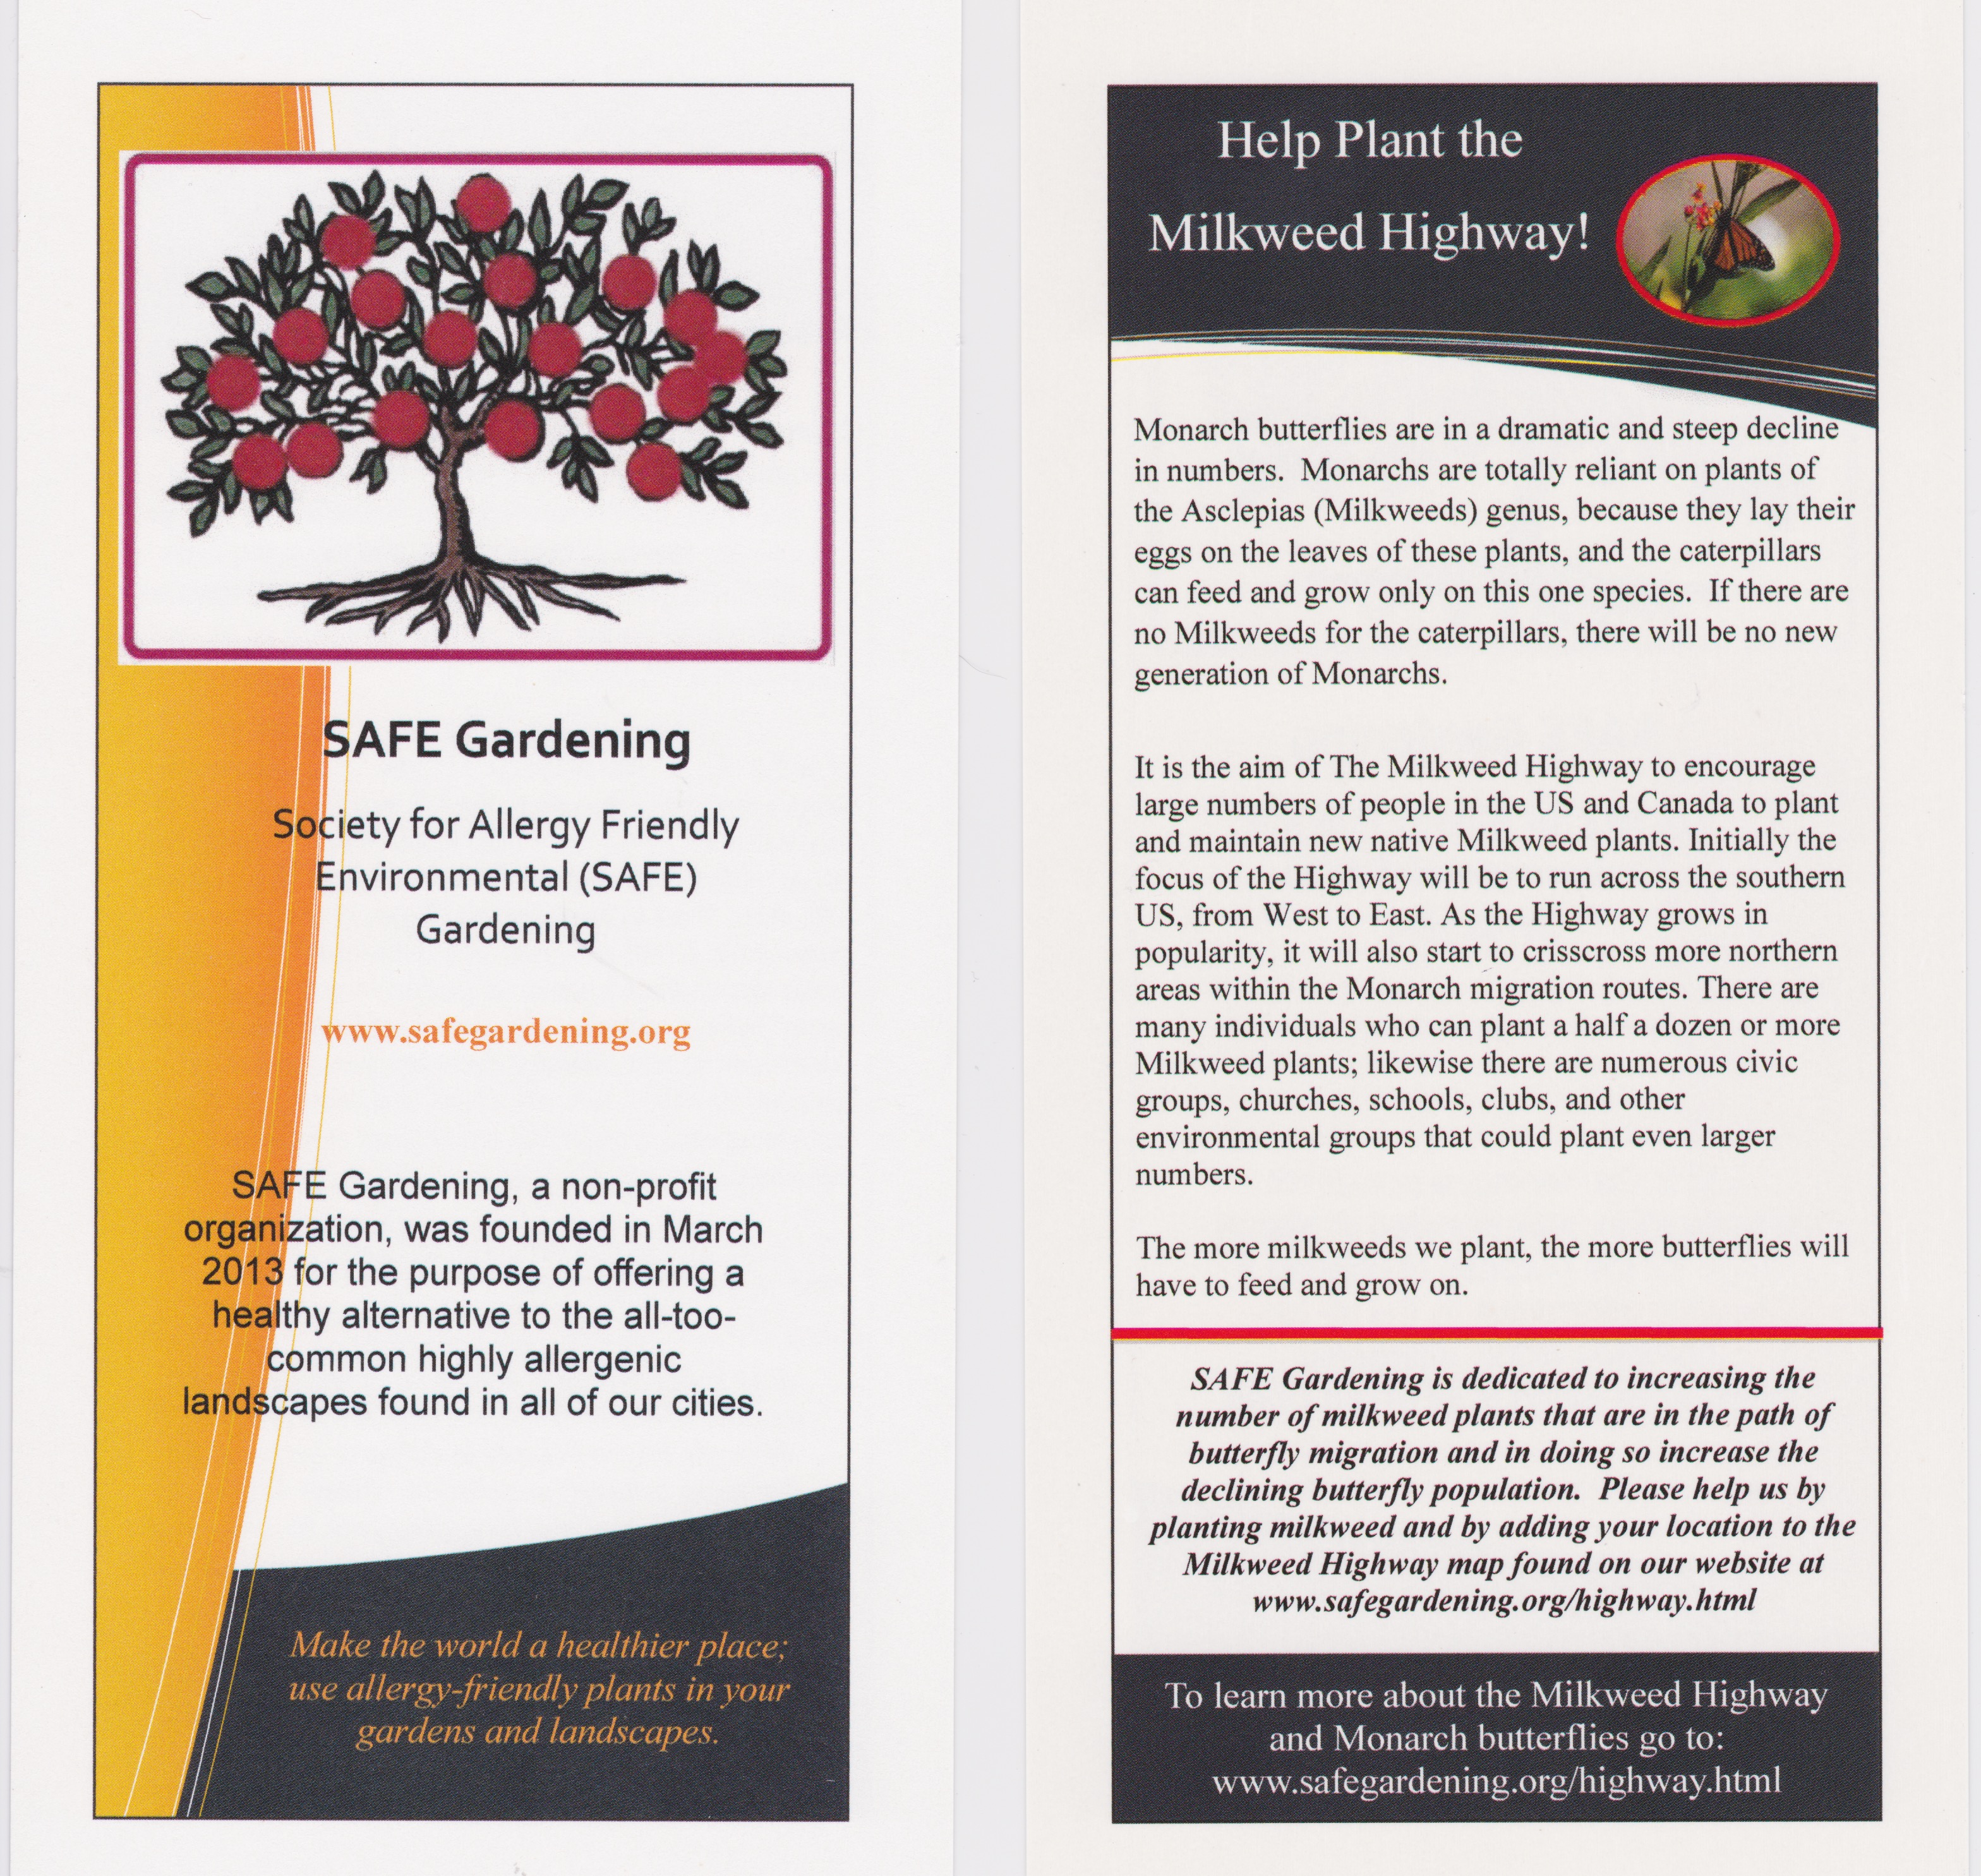 SAFE Gardening
Society for Allergy Friendly
Environmental (SAFE)
Gardening
www.safegardening.org
SAFE Gardening, a non-profit
organization, was founded in March
2013 for the purpose of offering a
healthy alternative to the all-too-
common highly allergenic
landscapes found in all of our cities.
Make the world a healthier place;
use allergy-friendly plants in your
gardens and landscapes.
Help Plant the
Milkweed Highway!
Monarch butterflies are in a dramatic and steep decline
in numbers.  Monarchs are totally reliant on plants of
the Asclepias (Milkweeds) genus, because they lay their
eggs on the leaves of these plants, and the caterpillars
can feed and grow only on this one species.  If there are
no Milkweeds for the caterpillars, there will be no new
generation of Monarchs.
It is the aim of The Milkweed Highway to encourage
large numbers of people in the US and Canada to plant
and maintain new native Milkweed plants. Initially the
focus of the Highway will be to run across the southern
US, from West to East. As the Highway grows in
popularity, it will also start to crisscross more northern
areas within the Monarch migration routes. There are
many individuals who can plant a half a dozen or more
Milkweed plants; likewise there are numerous civic
groups, churches, schools, clubs, and other
environmental groups that could plant even larger
numbers.
The more milkweeds we plant, the more butterflies will
have to feed and grow on.
SAFE Gardening is dedicated to increasing the
number of milkweed plants that are in the path of
butterfly migration and in doing so increase the
declining butterfly population.  Please help us by
planting milkweed and by adding your location to the
Milkweed Highway map found on our website at
www.safegardening.org/highway.html
To learn more about the Milkweed Highway
and Monarch butterflies go to:
www.safegardening.org/highway.html